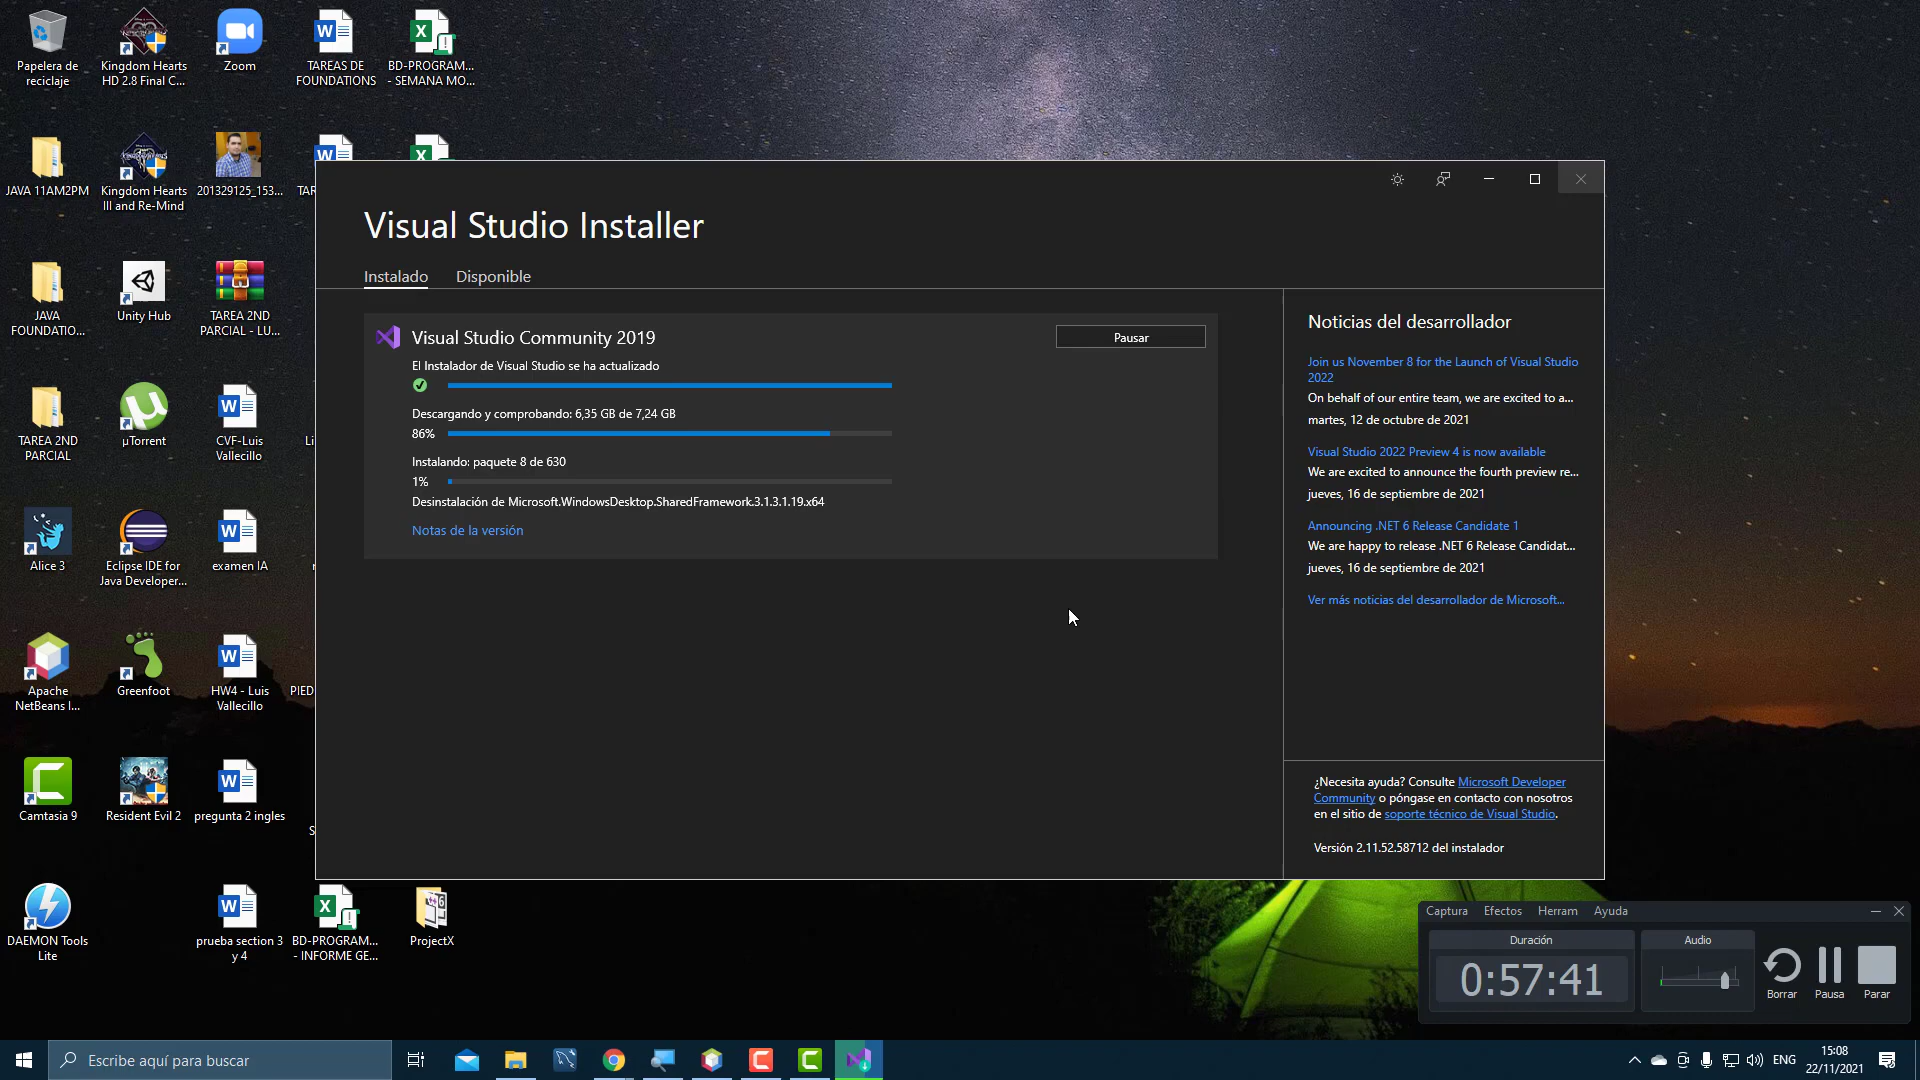 Papelera de
reciclaje
Kingdom Hearts
HD 2.8 Final C...
Zoom
TAREAS DE
FOUNDATIONS
BD-PROGRAM...
- SEMANA MO...
JAVA 11AM2PM
Kingdom Hearts
III and Re-Mind
201329125_153...
TAR
JAVA
FOUNDATIO...
Unity Hub
TAREA 2ND
PARCIAL - LU...
TAREA 2ND
PARCIAL
µTorrent
CVF-Luis
Vallecillo
Li
Alice 3
Eclipse IDE for
Java Developer...
examen IA
Apache
NetBeans I...
Greenfoot
HW4 - Luis
Vallecillo
PIED
Camtasia 9
Resident Evil 2
pregunta 2 ingles
S
DAEMON Tools
Lite
prueba section 3
y 4
BD-PROGRAM...
- INFORME GE...
ProjectX
Visual Studio Installer
Instalado
Disponible
Visual Studio Community 2019
Pausar
El Instalador de Visual Studio se ha actualizado
Descargando y comprobando: 6,35 GB de 7,24 GB
86%
Instalando: paquete 8 de 630
1%
Desinstalación de Microsoft.WindowsDesktop.SharedFramework.3.1.3.1.19.x64
Notas de la versión
Noticias del desarrollador
Join us November 8 for the Launch of Visual Studio
2022
On behalf of our entire team, we are excited to a...
martes, 12 de octubre de 2021
Visual Studio 2022 Preview 4 is now available
We are excited to announce the fourth preview re...
jueves, 16 de septiembre de 2021
Announcing .NET 6 Release Candidate 1
We are happy to release .NET 6 Release Candidat...
jueves, 16 de septiembre de 2021
Ver más noticias del desarrollador de Microsoft...
¿Necesita ayuda? Consulte Microsoft Developer
Community o póngase en contacto con nosotros
en el sitio de soporte técnico de Visual Studio.
Versión 2.11.52.58712 del instalador
Captura
Efectos
Herram
Ayuda
Duración
Audio
0:57:41
Borrar
Pausa
Parar
Escribe aquí para buscar
ENG
15:08
22/11/2021